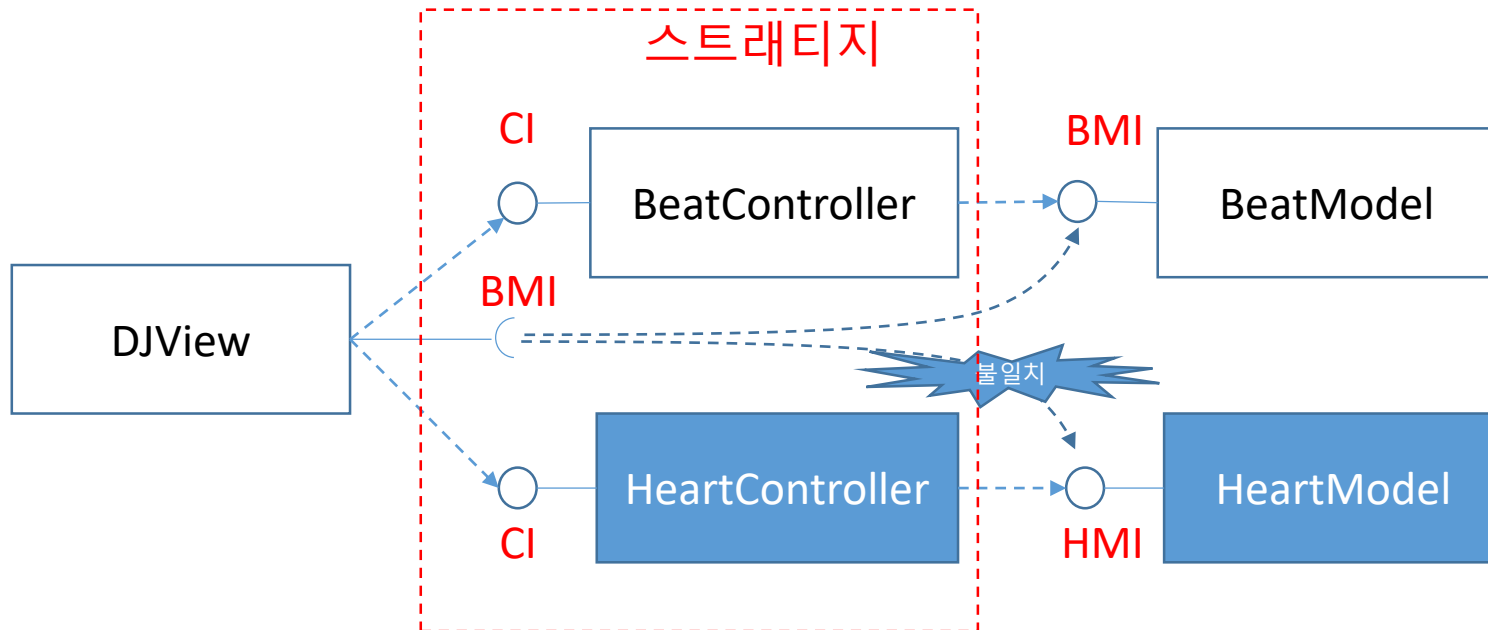 스트래티지
CI
BMI
BeatController
BeatModel
BMI
DJView
불일치
HeartController
HeartModel
CI
HMI